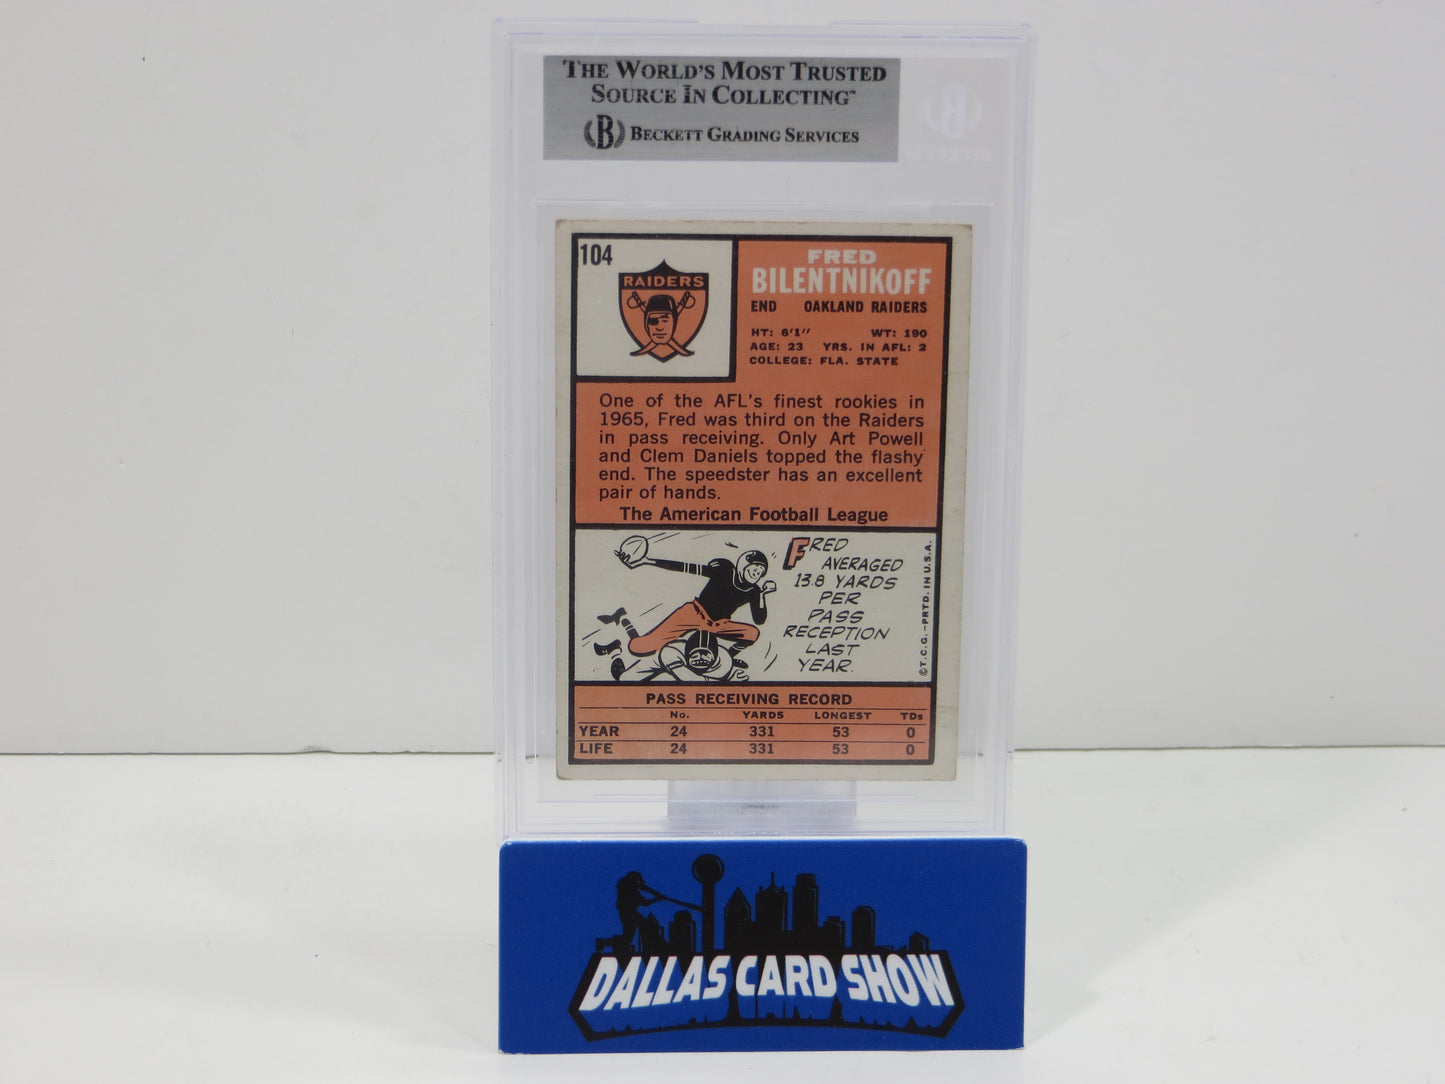 THE WORLD'S MOST TRUSTED
SOURCE IN COLLECTING™
B BECKETT GRADING SERVICES
104
RAIDERS
FRED
BILENTNIKOFF
END OAKLAND RAIDERS
HT: 6'1" WT: 190
AGE: 23 YRS. IN AFL: 2
COLLEGE: FLA. STATE
One of the AFL's finest rookies in
1965, Fred was third on the Raiders
in pass receiving. Only Art Powell
and Clem Daniels topped the flashy
end. The speedster has an excellent
pair of hands.
The American Football League
FRED
AVERAGED
13.8 YARDS
PER
PASS
RECEPTION
LAST
YEAR.
© T.C.G.–PRTD. IN U.S.A.
PASS RECEIVING RECORD
No. YARDS LONGEST TDs
YEAR 24 331 53 0
LIFE 24 331 53 0
DALLAS CARD SHOW